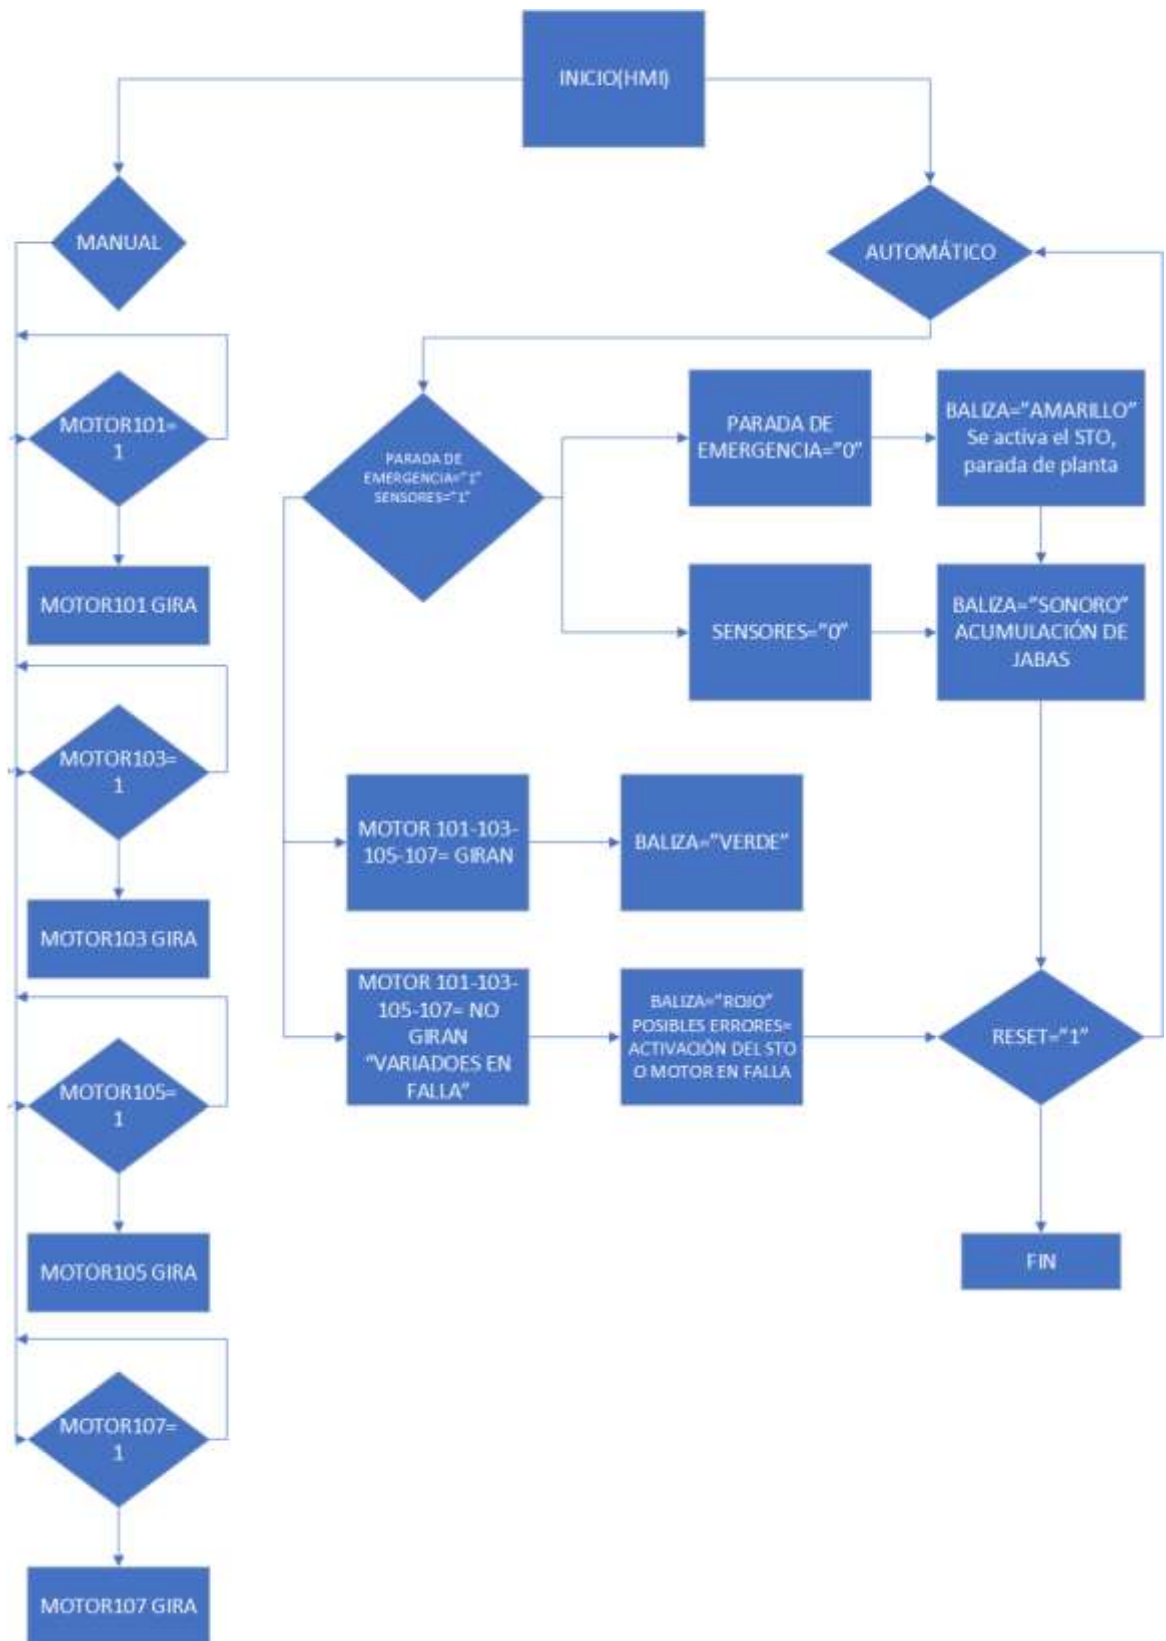 INICIO(HMI)
MANUAL
AUTOMÁTICO
MOTOR101=
1
MOTOR101 GIRA
MOTOR103=
1
MOTOR103 GIRA
MOTOR105=
1
MOTOR105 GIRA
MOTOR107=
1
MOTOR107 GIRA
PARADA DE
EMERGENCIA="1"
SENSORES="1"
PARADA DE
EMERGENCIA="0"
BALIZA="AMARILLO"
Se activa el STO,
parada de planta
SENSORES="0"
BALIZA="SONORO"
ACUMULACIÓN DE
JABAS
MOTOR 101-103-
105-107= GIRAN
BALIZA="VERDE"
MOTOR 101-103-
105-107= NO
GIRAN
"VARIADOES EN
FALLA"
BALIZA="ROJO"
POSIBLES ERRORES=
ACTIVACIÓN DEL STO
O MOTOR EN FALLA
RESET="1"
FIN